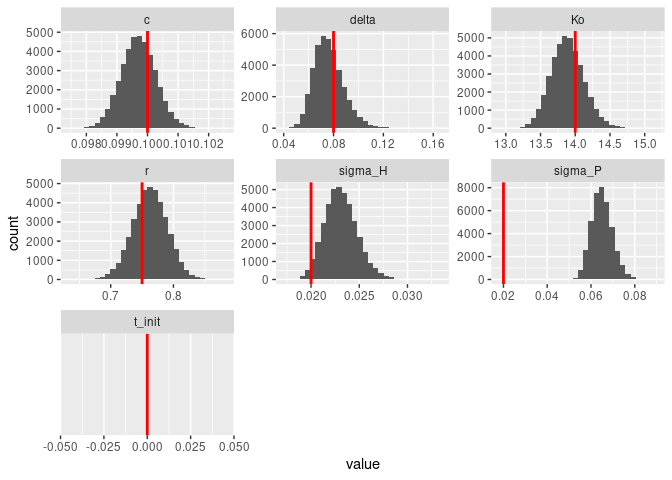 c
delta
Ko
5000
4000
3000
2000
1000
0
6000
4000
2000
0
5000
4000
3000
2000
1000
0
0.098 0.099 0.100 0.101 0.102
0.04 0.08 0.12 0.16
13.0 13.5 14.0 14.5 15.0
r
sigma_H
sigma_P
5000
4000
3000
2000
1000
0
5000
4000
3000
2000
1000
0
8000
6000
4000
2000
0
0.7 0.8
0.020 0.025 0.030
0.02 0.04 0.06 0.08
t_init
-0.050 -0.025 0.000 0.025 0.050
count
value